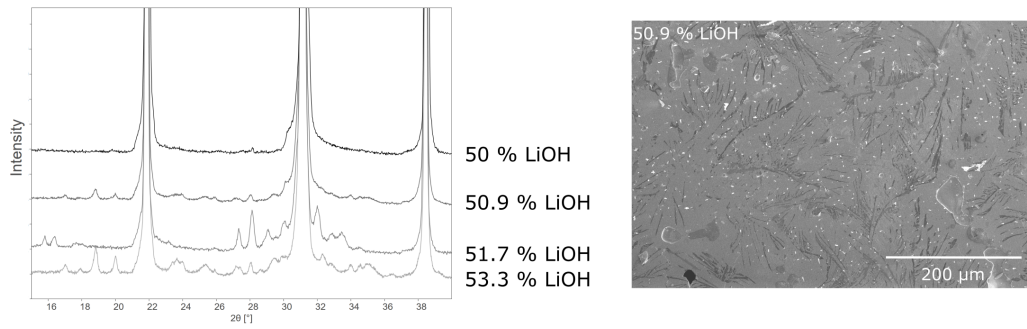 Intensity
50 % LiOH
50.9 % LiOH
51.7 % LiOH
53.3 % LiOH
16 18 20 22 24 26 28 30 32 34 36 38
2θ [°]
50.9 % LiOH
200 µm